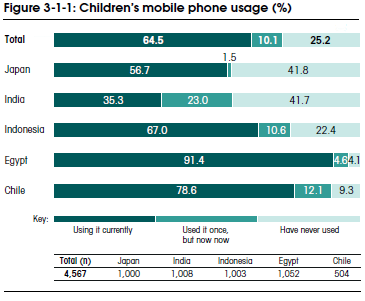 Figure 3-1-1: Children's mobile phone usage (%)
Total 64.5 10.1 25.2
Japan 56.7 1.5 41.8
India 35.3 23.0 41.7
Indonesia 67.0 10.6 22.4
Egypt 91.4 4.6 4.1
Chile 78.6 12.1 9.3
Key:
Using it currently Used it once, but now now Have never used
Total (n) Japan India Indonesia Egypt Chile
4,567 1,000 1,008 1,003 1,052 504